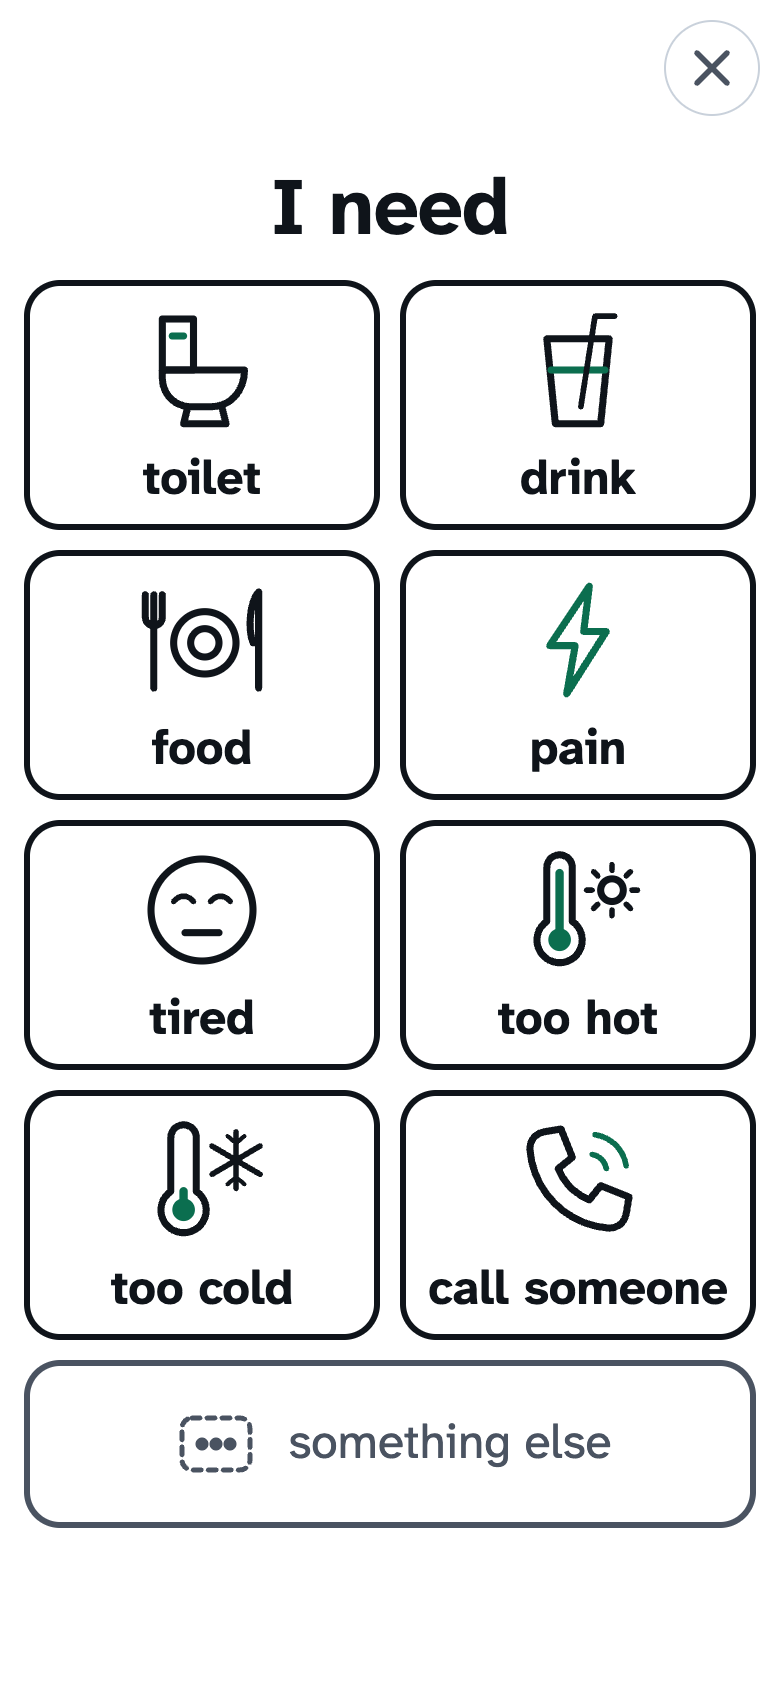 I need
toilet
drink
food
pain
tired
too hot
too cold
call someone
something else